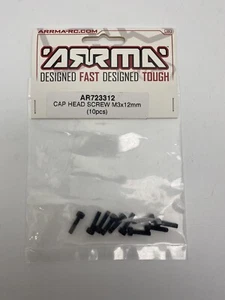 ARRMA-RC.COM
ARRMA
DESIGNED FAST DESIGNED TOUGH
AR723312
CAP HEAD SCREW M3x12mm
(10pcs)